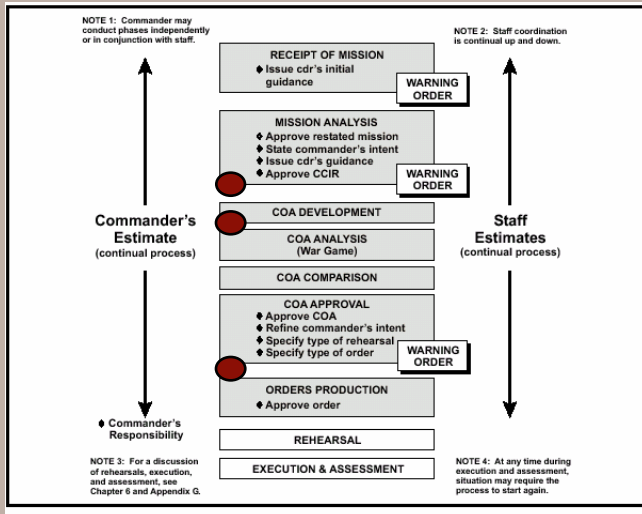 NOTE 1: Commander may
conduct phases independently
or in conjunction with staff.
NOTE 2: Staff coordination
is continual up and down.
RECEIPT OF MISSION
Issue cdr's initial
guidance
WARNING
ORDER
MISSION ANALYSIS
Approve restated mission
State commander's intent
Issue cdr's guidance
Approve CCIR
WARNING
ORDER
Commander's
Estimate
(continual process)
COA DEVELOPMENT
COA ANALYSIS
(War Game)
COA COMPARISON
Staff
Estimates
(continual process)
COA APPROVAL
Approve COA
Refine commander's intent
Specify type of rehearsal
Specify type of order
WARNING
ORDER
ORDERS PRODUCTION
Approve order
Commander's
Responsibility
REHEARSAL
EXECUTION & ASSESSMENT
NOTE 3: For a discussion
of rehearsals, execution,
and assessment, see
Chapter 6 and Appendix G.
NOTE 4: At any time during
execution and assessment,
situation may require the
process to start again.